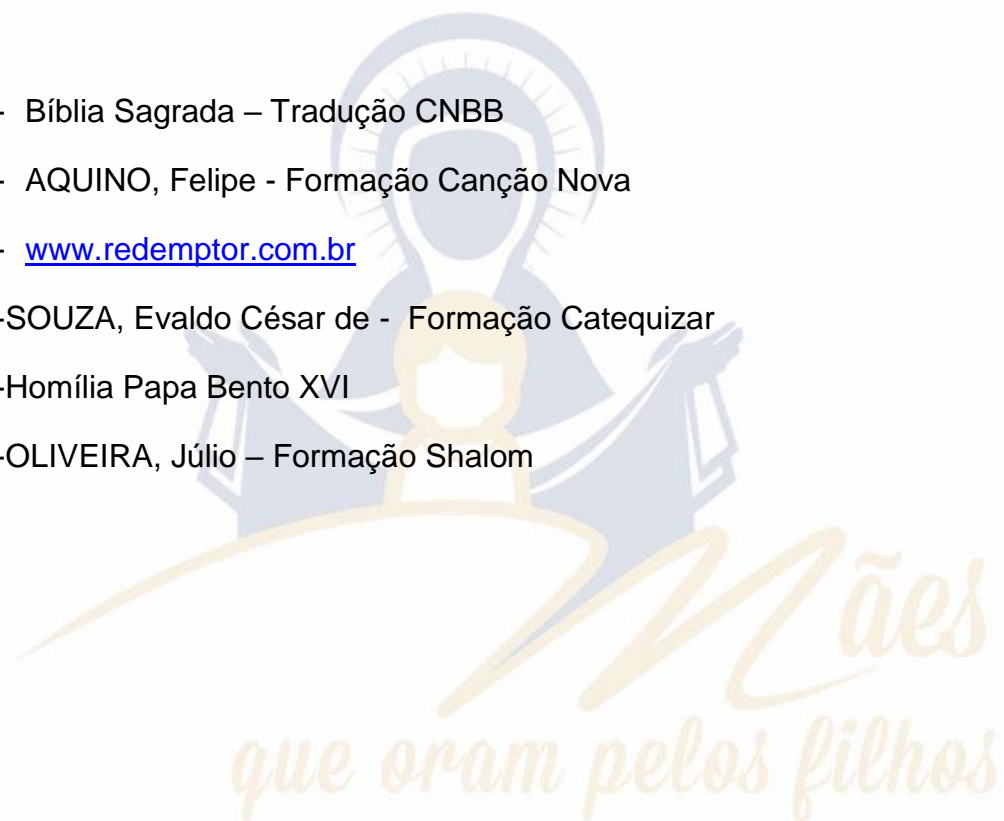 - Bíblia Sagrada – Tradução CNBB
- AQUINO, Felipe - Formação Canção Nova
- www.redemptor.com.br
-SOUZA, Evaldo César de - Formação Catequizar
-Homília Papa Bento XVI
-OLIVEIRA, Júlio – Formação Shalom
Mães
que oram pelos filhos